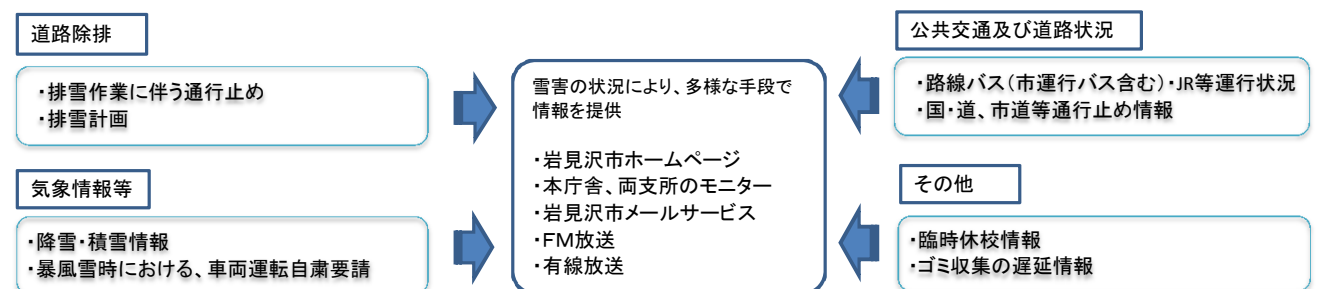 道路除排
・排雪作業に伴う通行止め
・排雪計画
気象情報等
・降雪・積雪情報
・暴風雪時における、車両運転自粛要請
雪害の状況により、多様な手段で
情報を提供
・岩見沢市ホームページ
・本庁舎、両支所のモニター
・岩見沢市メールサービス
・FM放送
・有線放送
公共交通及び道路状況
・路線バス（市運行バス含む）・JR等運行状況
・国・道、市道等通行止め情報
その他
・臨時休校情報
・ゴミ収集の遅延情報